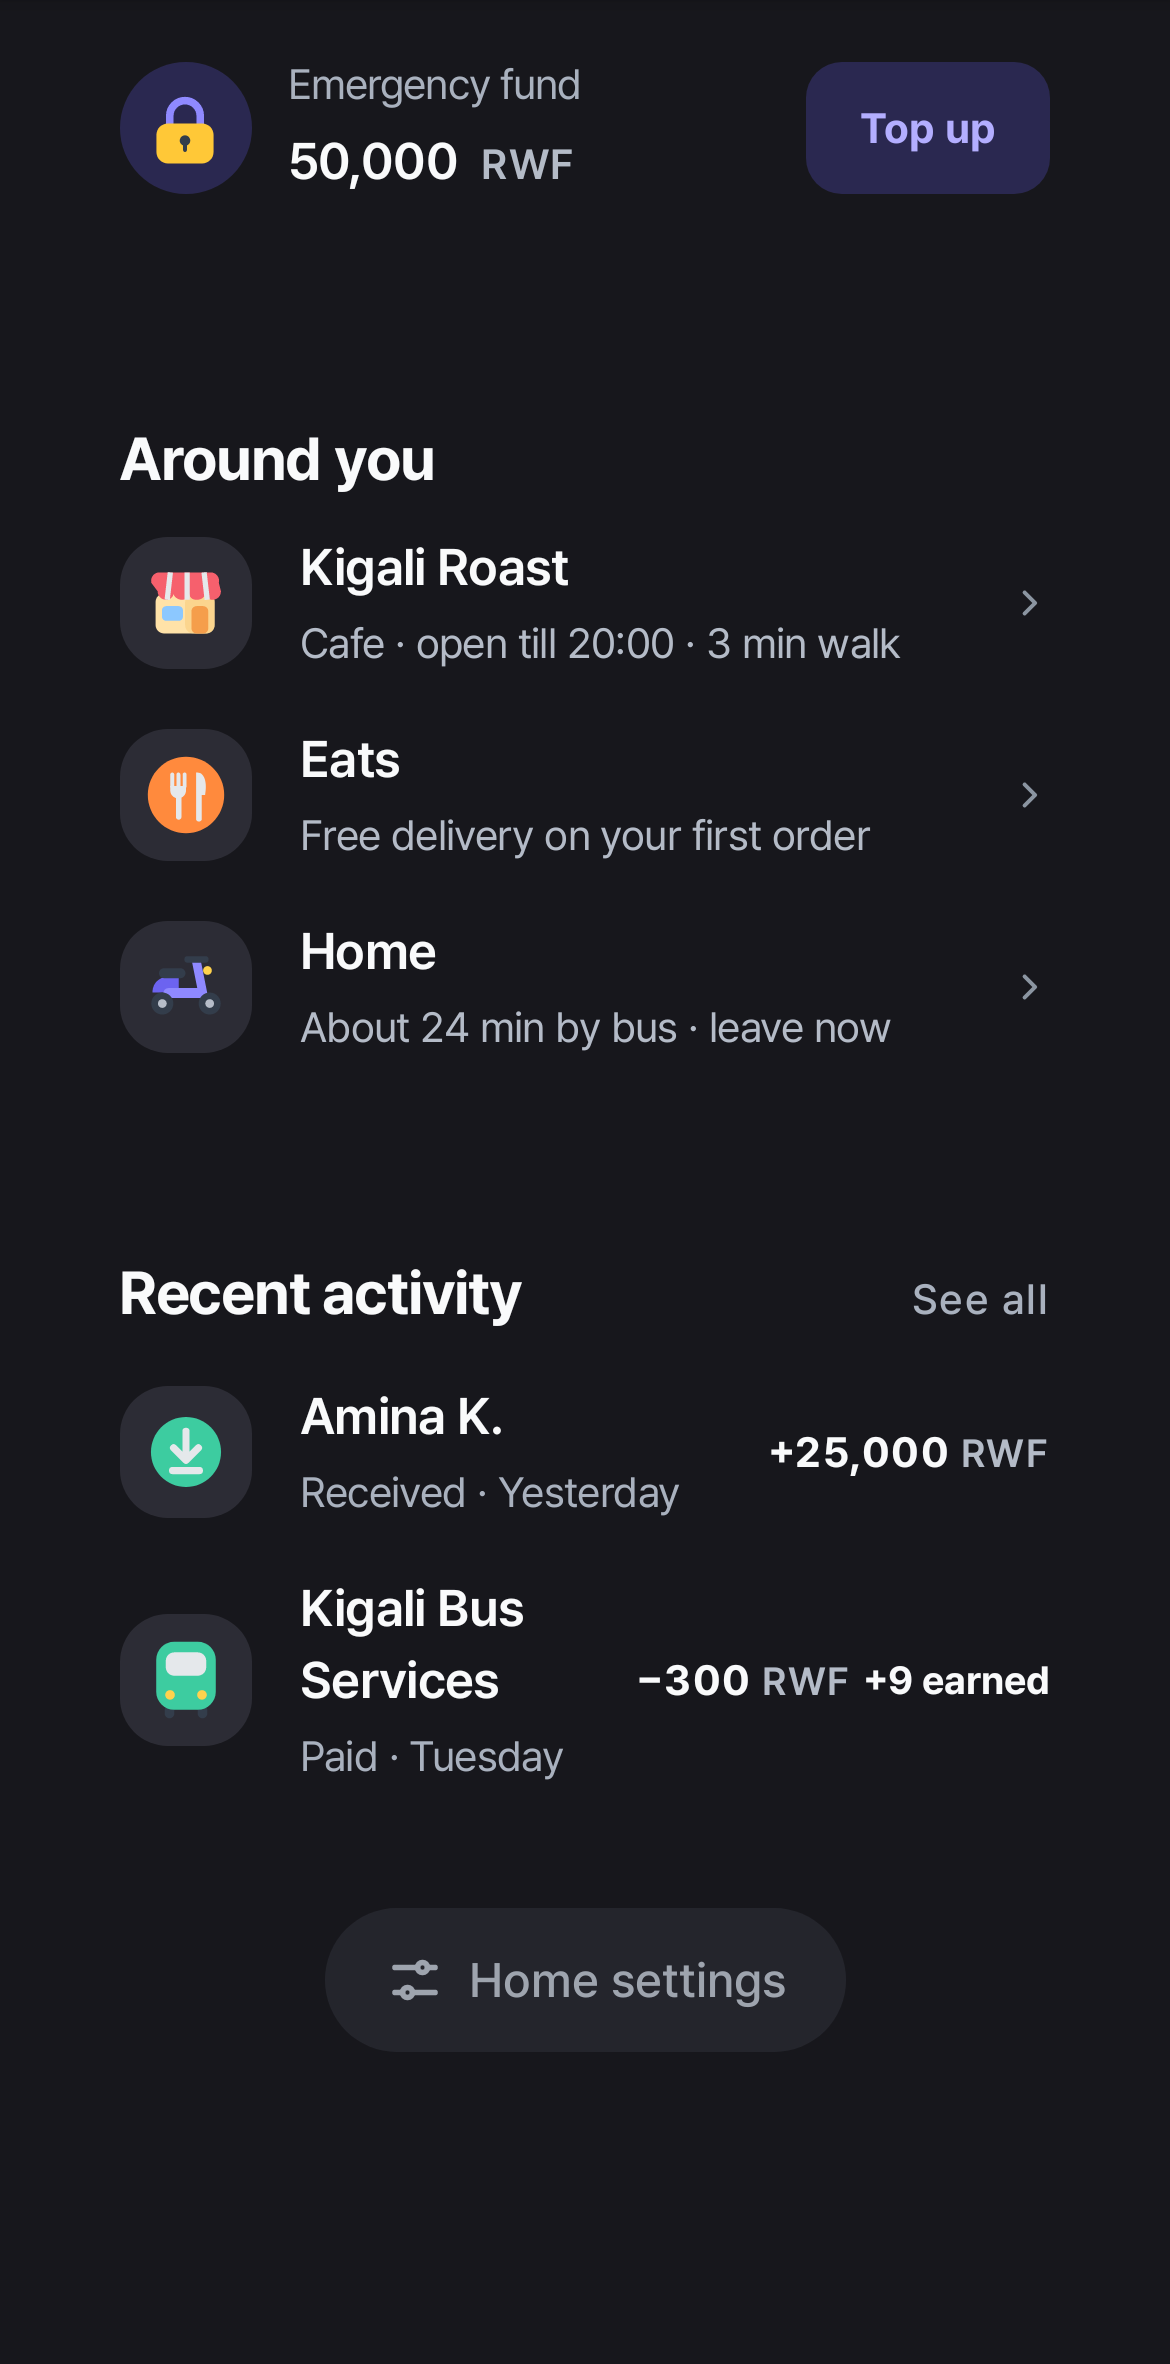 Emergency fund
50,000 RWF
Top up
Around you
Kigali Roast
Cafe · open till 20:00 · 3 min walk
Eats
Free delivery on your first order
Home
About 24 min by bus · leave now
Recent activity
See all
Amina K.
Received · Yesterday
+25,000 RWF
Kigali Bus
Services
Paid · Tuesday
−300 RWF +9 earned
Home settings